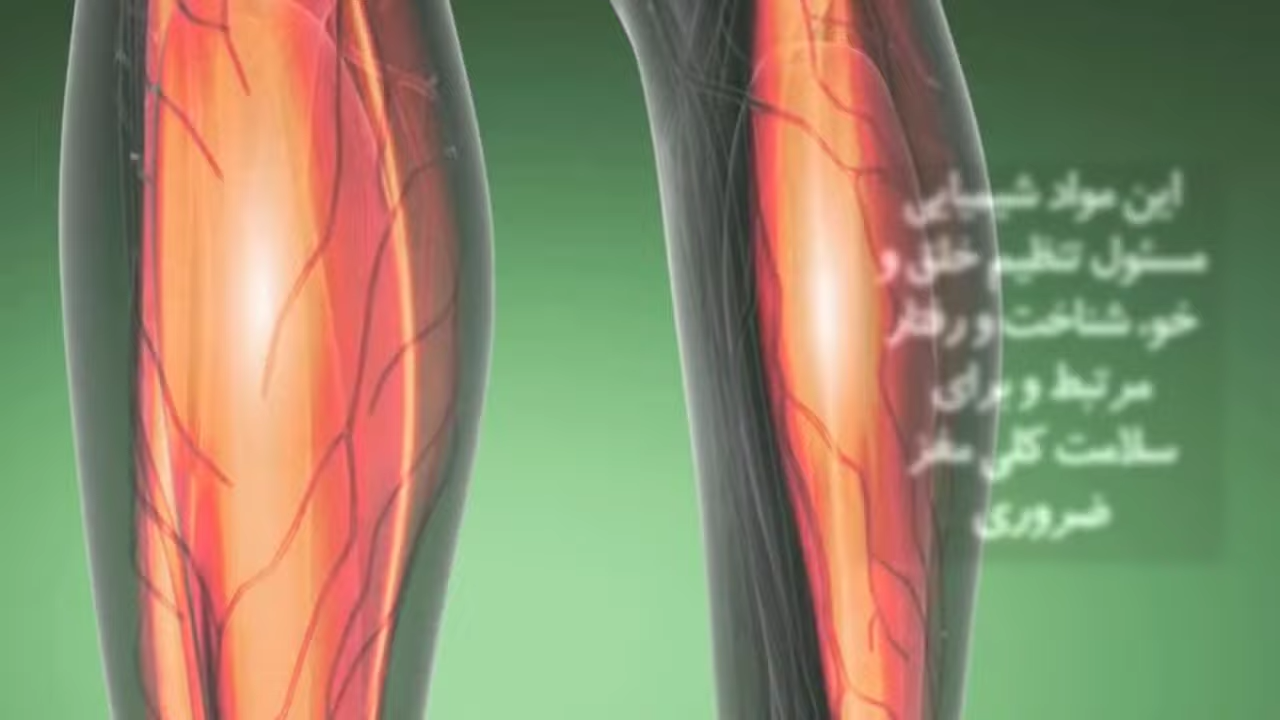 این مواد شیمیایی
مسئول تنظیم خلق و
خو، شناخت و رفتار
مرتبط و برای
سلامت کلی مغز
ضروری